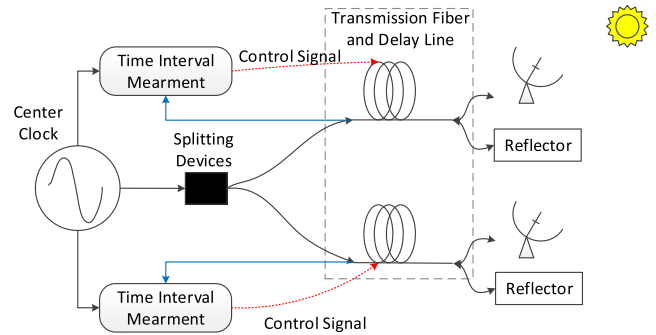 Transmission Fiber
and Delay Line
Time Interval
Mearment
Control Signal
Center
Clock
Splitting
Devices
Reflector
Reflector
Time Interval
Mearment
Control Signal